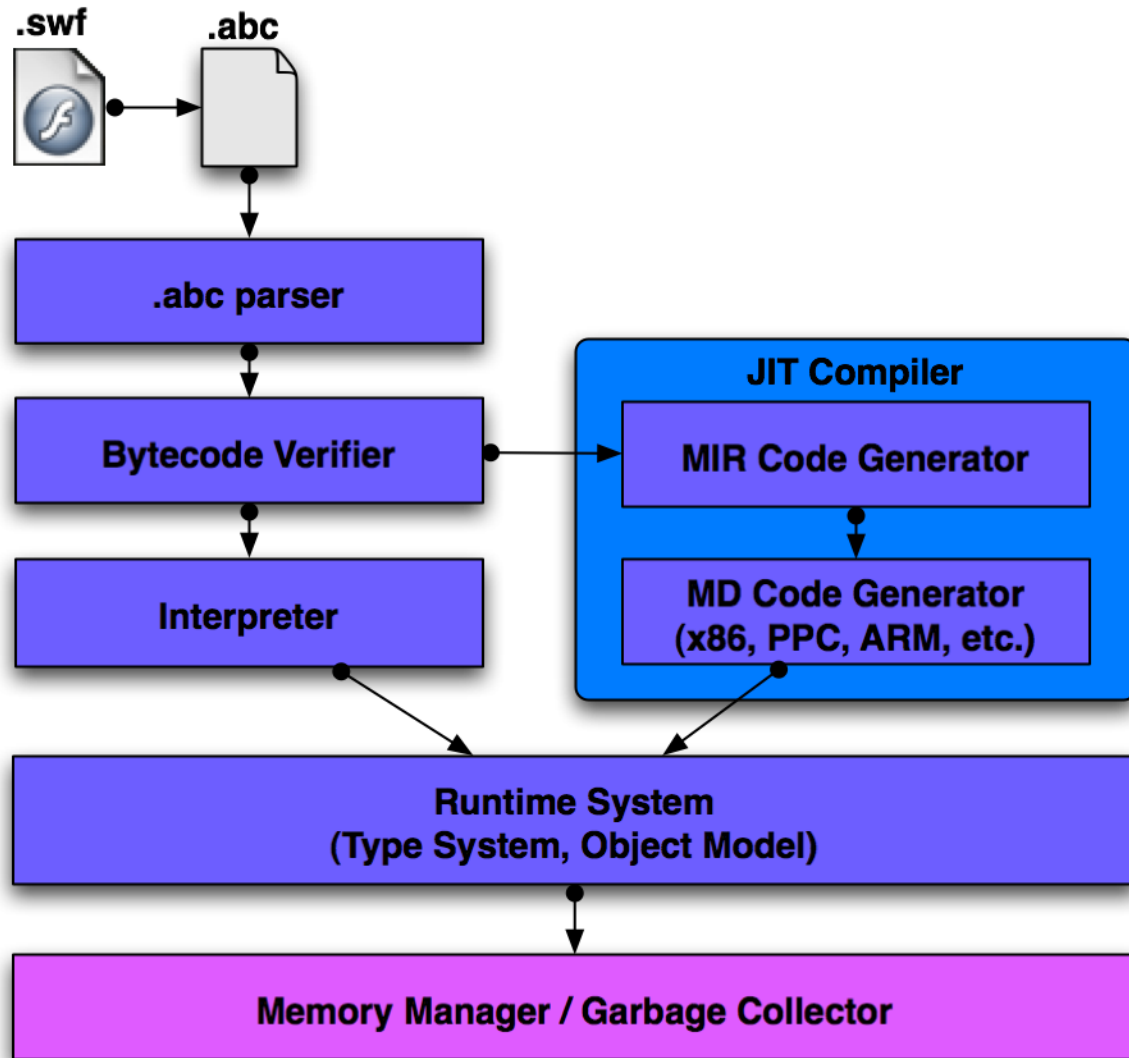 .swf
.abc
.abc parser
JIT Compiler
Bytecode Verifier
MIR Code Generator
Interpreter
MD Code Generator
(x86, PPC, ARM, etc.)
Runtime System
(Type System, Object Model)
Memory Manager / Garbage Collector